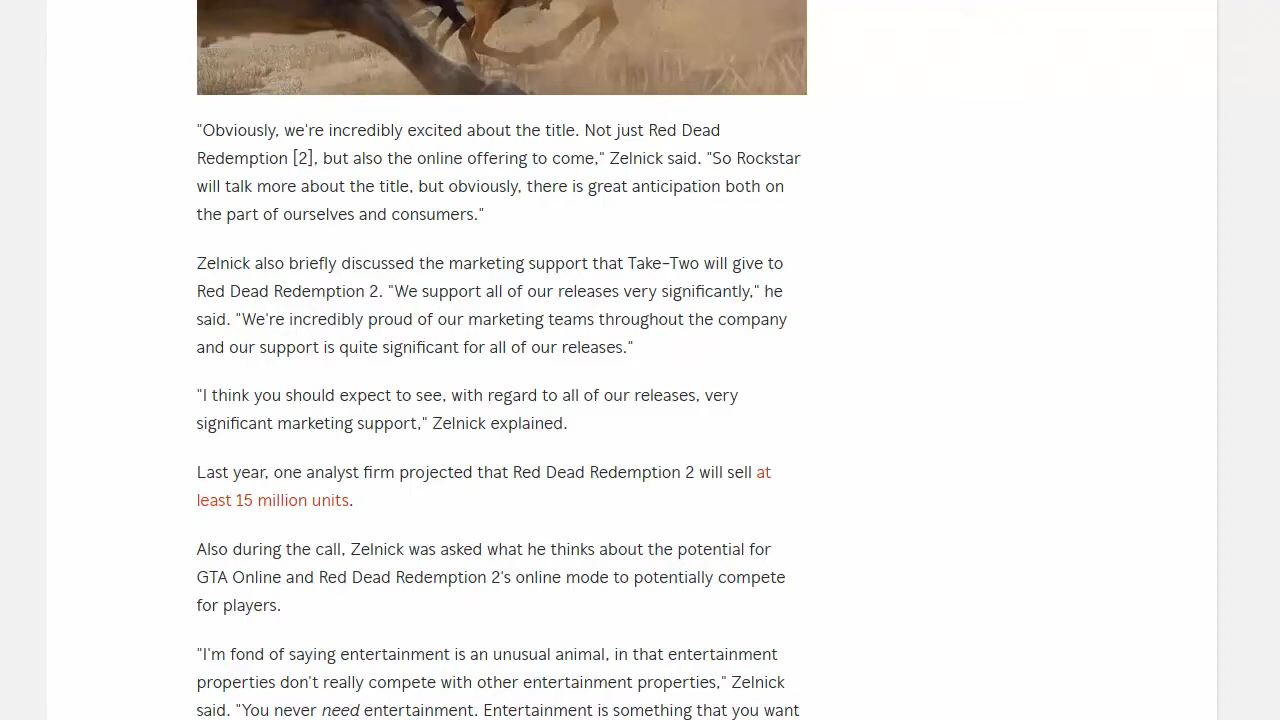 "Obviously, we're incredibly excited about the title. Not just Red Dead
Redemption [2], but also the online offering to come," Zelnick said. "So Rockstar
will talk more about the title, but obviously, there is great anticipation both on
the part of ourselves and consumers."
Zelnick also briefly discussed the marketing support that Take-Two will give to
Red Dead Redemption 2. "We support all of our releases very significantly," he
said. "We're incredibly proud of our marketing teams throughout the company
and our support is quite significant for all of our releases."
"I think you should expect to see, with regard to all of our releases, very
significant marketing support," Zelnick explained.
Last year, one analyst firm projected that Red Dead Redemption 2 will sell at
least 15 million units.
Also during the call, Zelnick was asked what he thinks about the potential for
GTA Online and Red Dead Redemption 2's online mode to potentially compete
for players.
"I'm fond of saying entertainment is an unusual animal, in that entertainment
properties don't really compete with other entertainment properties," Zelnick
said. "You never need entertainment. Entertainment is something that you want